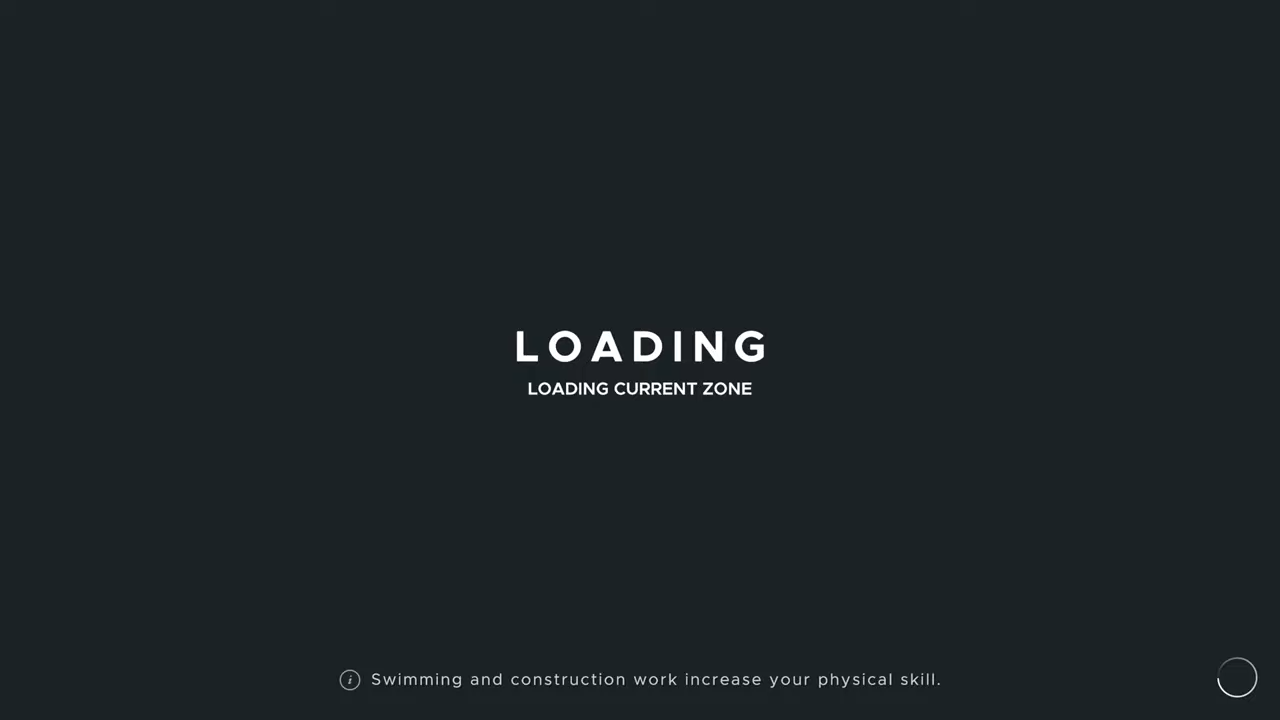 LOADING
LOADING CURRENT ZONE
Swimming and construction work increase your physical skill.